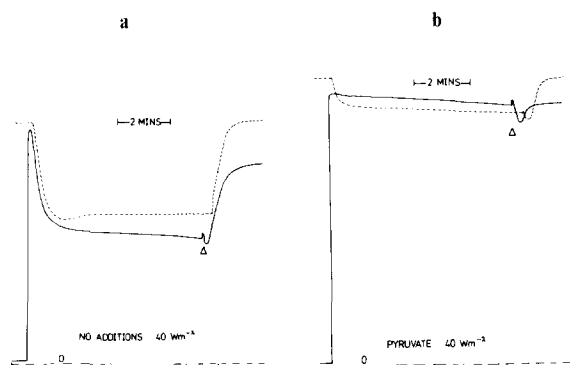 a
b
2 MINS
2 MINS
Δ
Δ
NO ADDITIONS 40 Wm⁻²
PYRUVATE 40 Wm⁻²
0
0